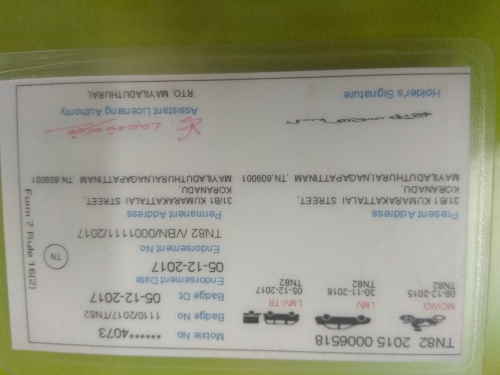 TN82 2015 0006518
MCWG
09-12-2015
TN82
LMV
30-11-2016
TN82
LMV-TR
05-12-2017
TN82
Mobile No. ******4073
Badge No 1110/2017/TN82
Badge Dt 05-12-2017
Endorsement Date
05-12-2017
Endorsement No.
TN82 /VBN/0001111/2017
Present Address
31/B1 KUMARAKATTALAI STREET,
KORANADU,
MAYILADUTHURAI,NAGAPATTINAM ,TN,609001
Permanent Address
31/B1 KUMARAKATTALAI STREET,
KORANADU,
MAYILADUTHURAI,NAGAPATTINAM ,TN,609001
Holder's Signature
Assistant Licensing Authority
RTO, MAYILADUTHURAI,
TN
Form 7 Rule 16(2)